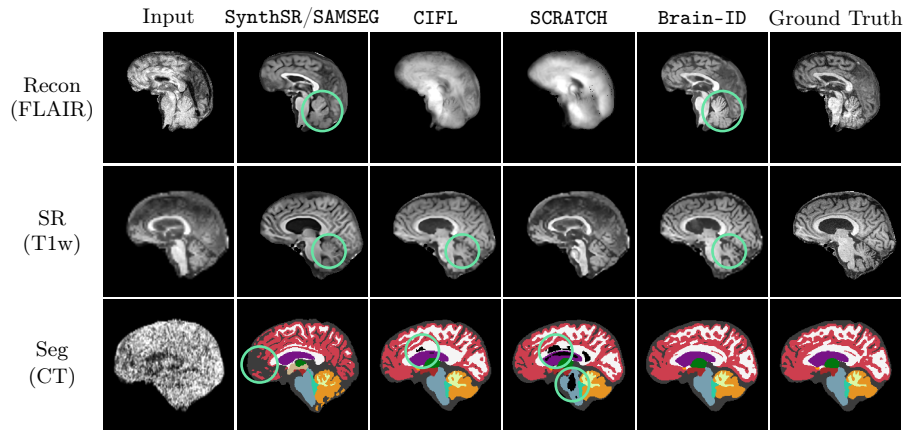 Input SynthSR/SAMSEG CIFL SCRATCH Brain-ID Ground Truth
Recon
(FLAIR)
SR
(T1w)
Seg
(CT)